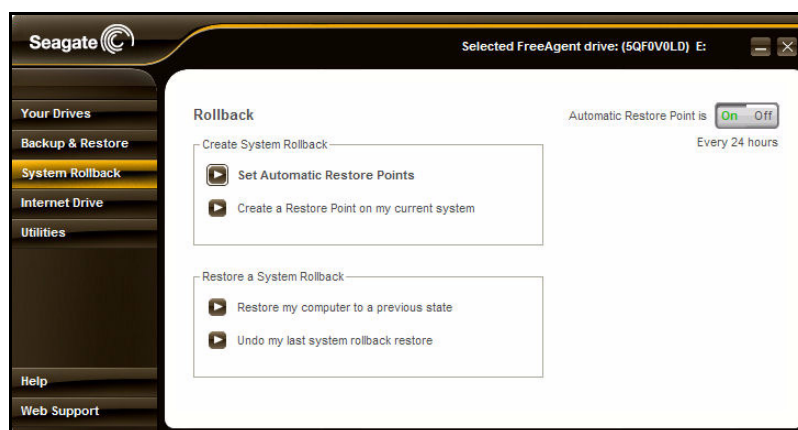 Seagate
Selected FreeAgent drive: (5QF0V0LD) E:
Your Drives
Backup & Restore
System Rollback
Internet Drive
Utilities
Help
Web Support
Rollback
Automatic Restore Point is On Off
Every 24 hours
Create System Rollback
Set Automatic Restore Points
Create a Restore Point on my current system
Restore a System Rollback
Restore my computer to a previous state
Undo my last system rollback restore